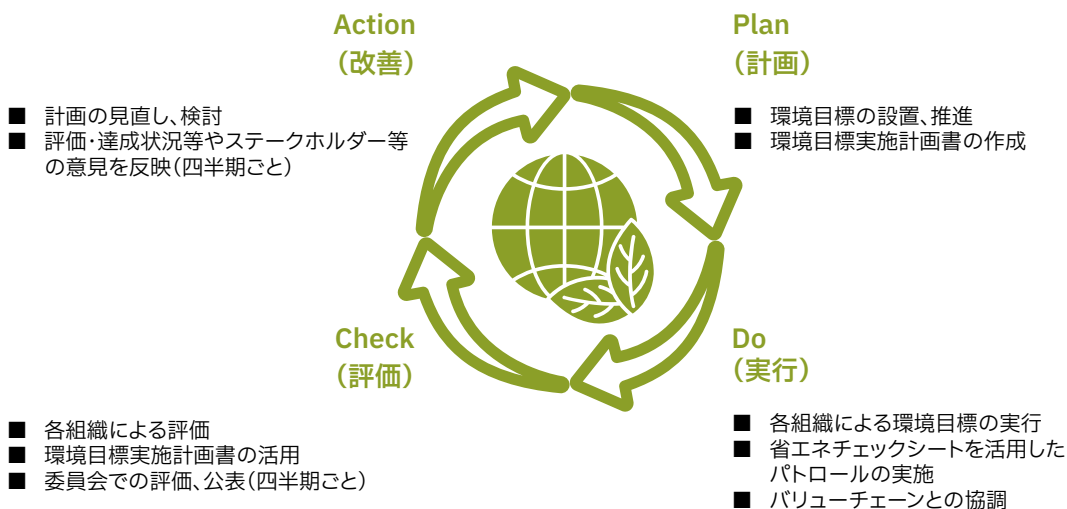 Action
（改善）
■ 計画の見直し、検討
■ 評価・達成状況等やステークホルダー等
の意見を反映（四半期ごと）
Plan
（計画）
■ 環境目標の設置、推進
■ 環境目標実施計画書の作成
Check
（評価）
■ 各組織による評価
■ 環境目標実施計画書の活用
■ 委員会での評価、公表（四半期ごと）
Do
（実行）
■ 各組織による環境目標の実行
■ 省エネチェックシートを活用した
パトロールの実施
■ バリューチェーンとの協調